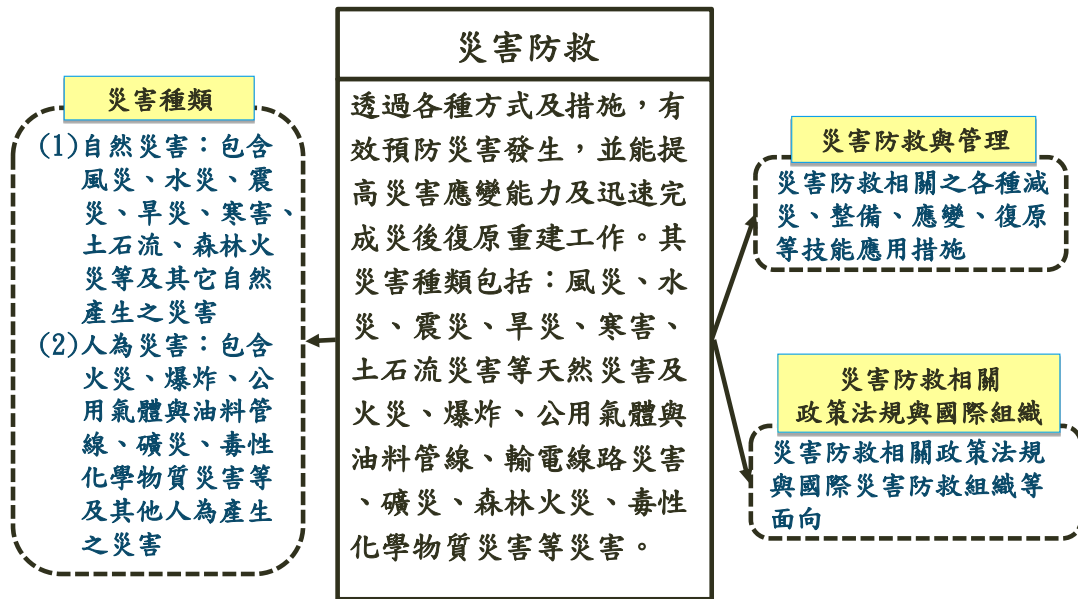 災害防救
透過各種方式及措施，有
效預防災害發生，並能提
高災害應變能力及迅速完
成災後復原重建工作。其
災害種類包括：風災、水
災、震災、旱災、寒害、
土石流災害等天然災害及
火災、爆炸、公用氣體與
油料管線、輸電線路災害
、礦災、森林火災、毒性
化學物質災害等災害。
災害種類
(1)自然災害：包含
風災、水災、震
災、旱災、寒害、
土石流、森林火
災等及其它自然
產生之災害
(2)人為災害：包含
火災、爆炸、公
用氣體與油料管
線、礦災、毒性
化學物質災害等
及其他人為產生
之災害
災害防救與管理
災害防救相關之各種減
災、整備、應變、復原
等技能應用措施
災害防救相關
政策法規與國際組織
災害防救相關政策法規
與國際災害防救組織等
面向